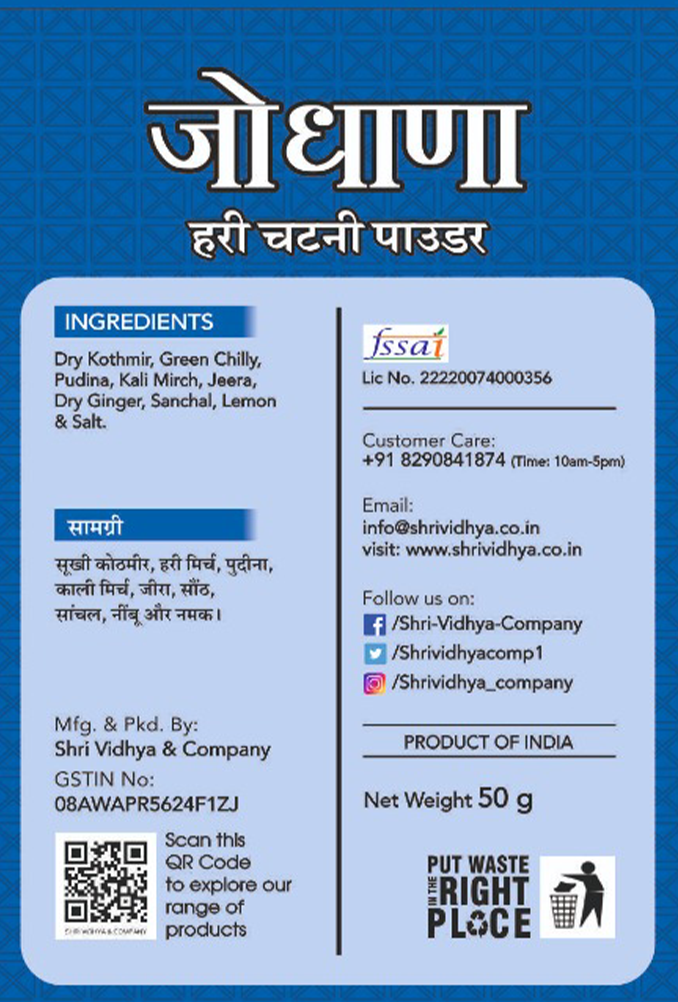 जोधाणा
हरी चटनी पाउडर
INGREDIENTS
Dry Kothmir, Green Chilly,
Pudina, Kali Mirch, Jeera,
Dry Ginger, Sanchal, Lemon
& Salt.
सामग्री
सूखी कोठमीर, हरी मिर्च, पुदीना,
काली मिर्च, जीरा, सौंठ,
सांचल, नींबू और नमक।
Mfg. & Pkd. By:
Shri Vidhya & Company
GSTIN No:
08AWAPR5624F1ZJ
Scan this
QR Code
to explore our
range of
products
SHRI VIDHYA & COMPANY
fssai
Lic No. 22220074000356
Customer Care:
+91 8290841874 (Time: 10am-5pm)
Email:
info@shrividhya.co.in
visit: www.shrividhya.co.in
Follow us on:
/Shri-Vidhya-Company
/Shrividhyacomp1
/Shrividhya_company
PRODUCT OF INDIA
Net Weight 50 g
PUT WASTE
IN THE RIGHT
PLACE